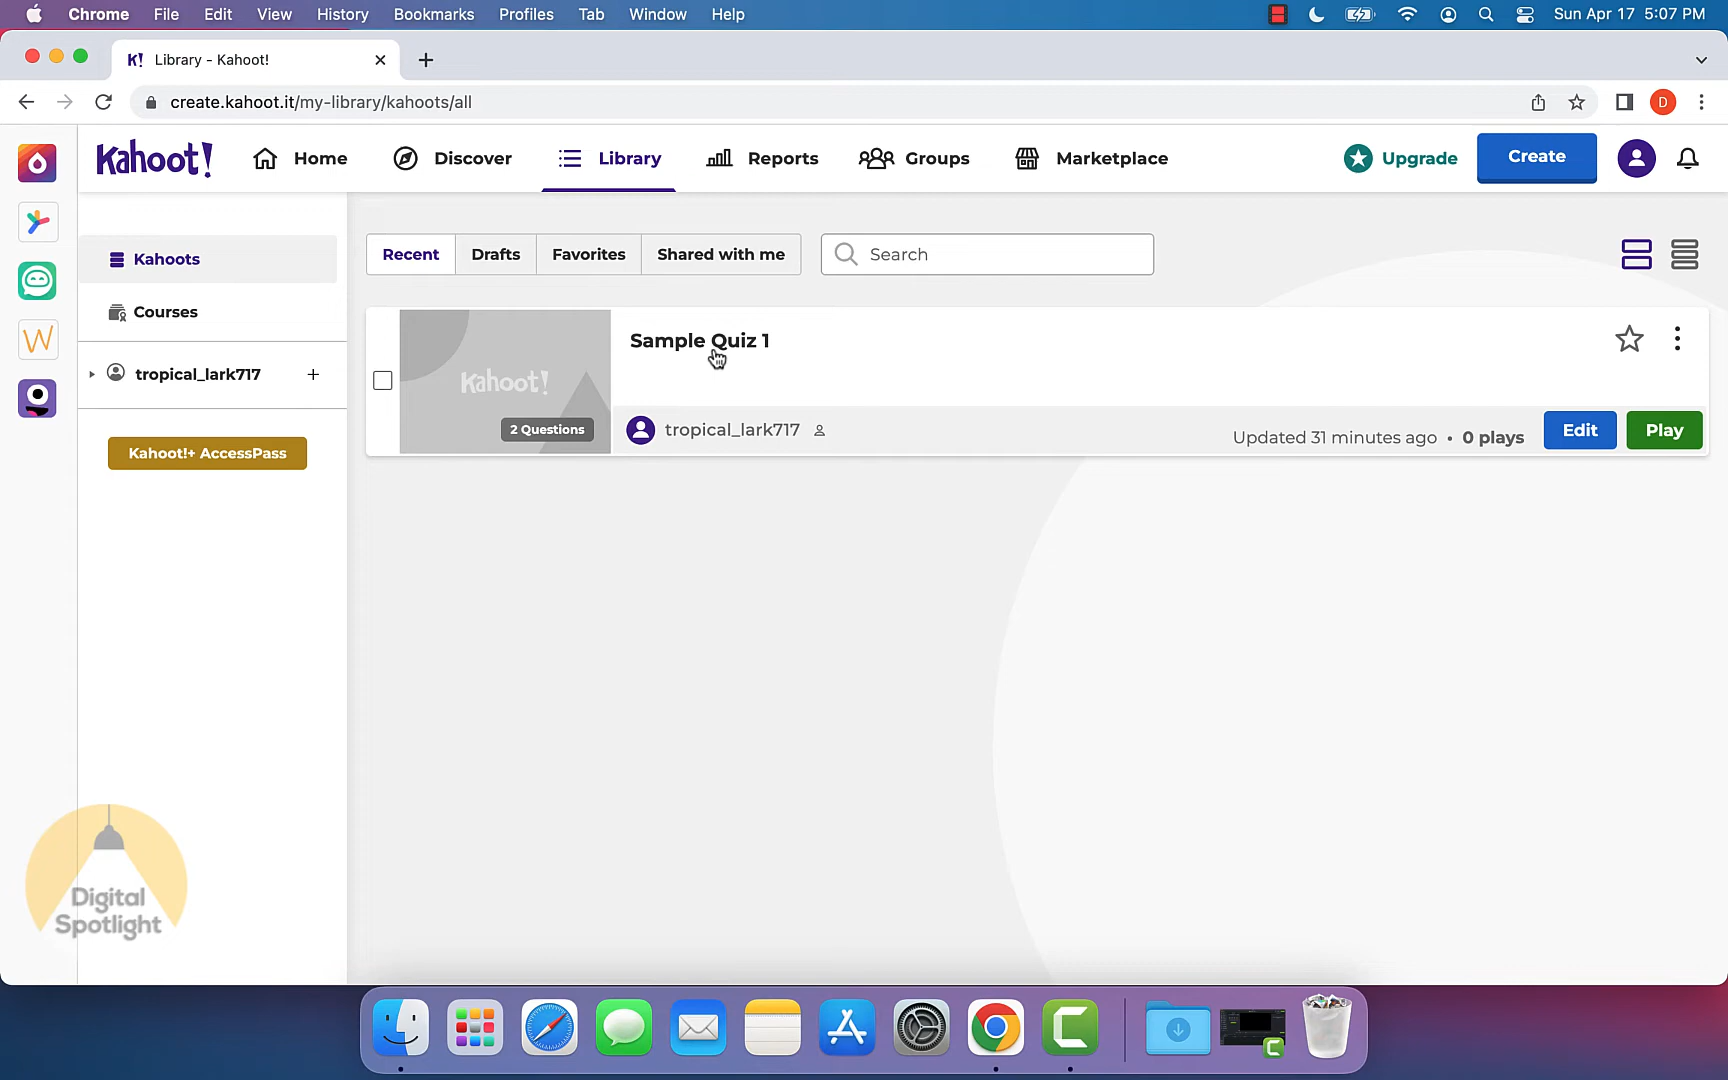 Chrome File Edit View History Bookmarks Profiles Tab Window Help Sun Apr 17 5:07 PM
K! Library - Kahoot!
create.kahoot.it/my-library/kahoots/all D
Kahoot! Home Discover Library Reports Groups Marketplace Upgrade Create
Kahoots
Courses
tropical_lark717 +
Kahoot!+ AccessPass
Recent Drafts Favorites Shared with me Search
Sample Quiz 1
Kahoot!
2 Questions
tropical_lark717
Updated 31 minutes ago • 0 plays Edit Play
Digital
Spotlight